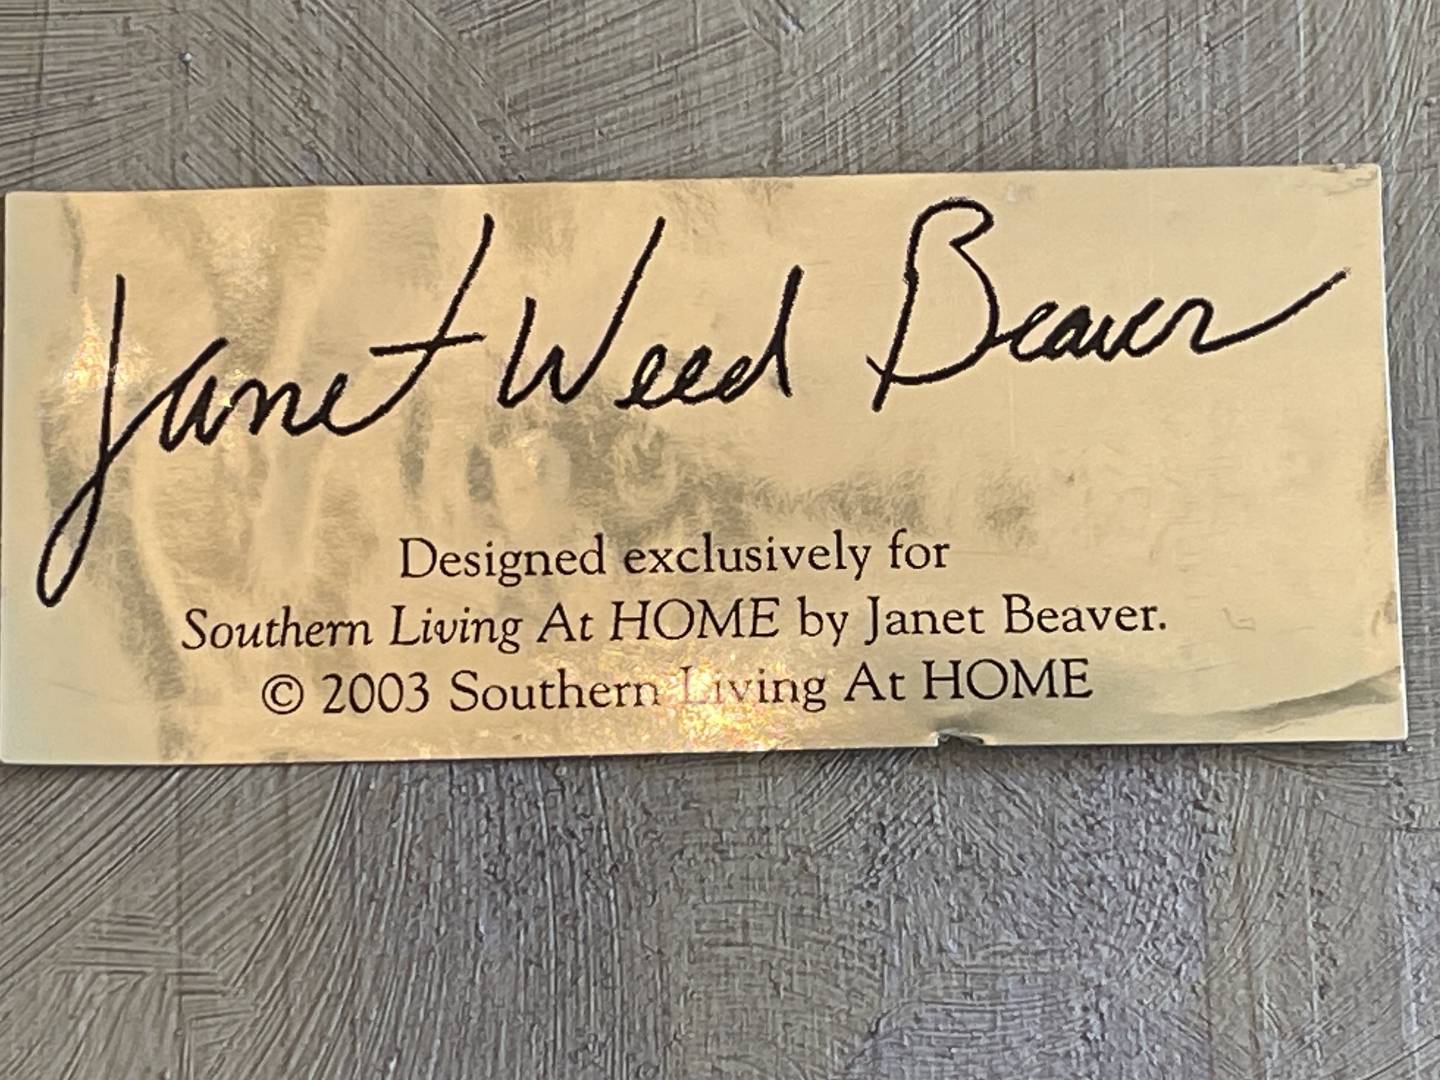 Janet Weed Beaver
Designed exclusively for
Southern Living At HOME by Janet Beaver.
© 2003 Southern Living At HOME